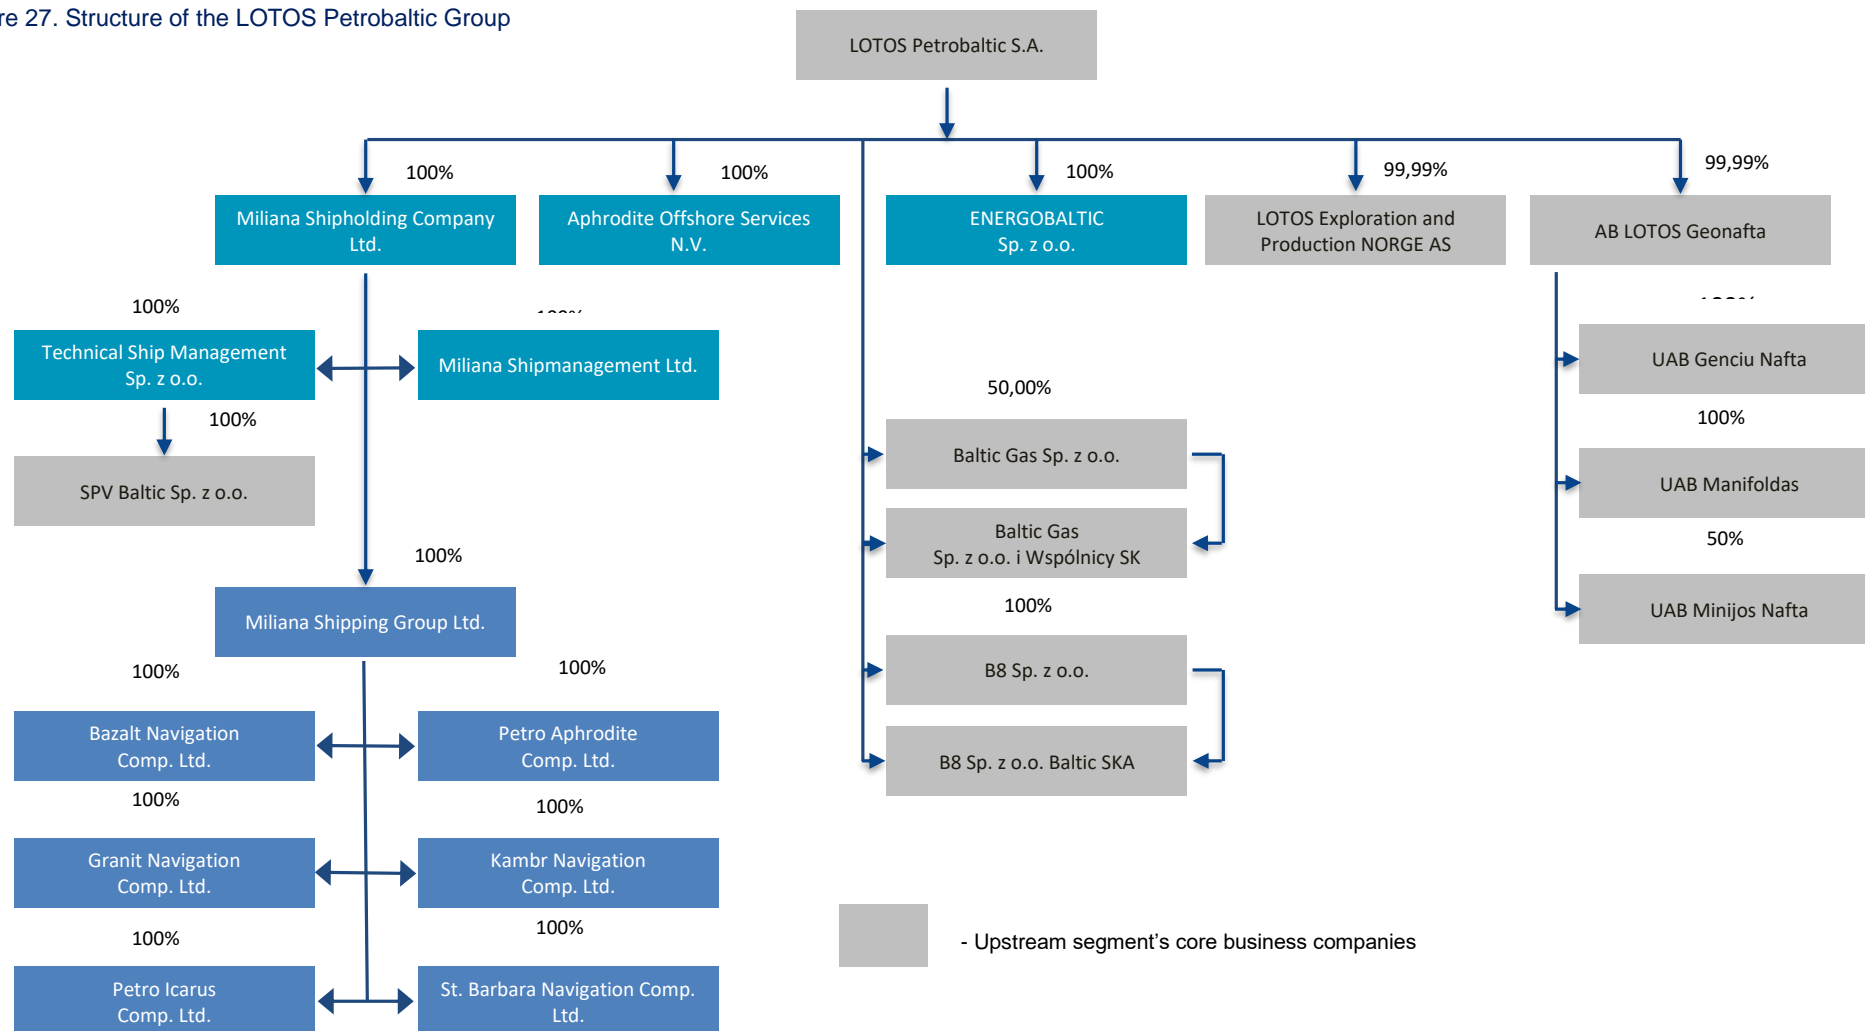 re 27. Structure of the LOTOS Petrobaltic Group
LOTOS Petrobaltic S.A.
100%
100%
100%
99,99%
99,99%
Miliana Shipholding Company
Ltd.
Aphrodite Offshore Services
N.V.
ENERGOBALTIC
Sp. z o.o.
LOTOS Exploration and
Production NORGE AS
AB LOTOS Geonafta
100%
Technical Ship Management
Sp. z o.o.
Miliana Shipmanagement Ltd.
UAB Genciu Nafta
100%
50,00%
100%
SPV Baltic Sp. z o.o.
Baltic Gas Sp. z o.o.
UAB Manifoldas
Baltic Gas
Sp. z o.o. i Wspólnicy SK
50%
100%
100%
UAB Minijos Nafta
Miliana Shipping Group Ltd.
B8 Sp. z o.o.
100%
100%
Bazalt Navigation
Comp. Ltd.
Petro Aphrodite
Comp. Ltd.
B8 Sp. z o.o. Baltic SKA
100%
100%
Granit Navigation
Comp. Ltd.
Kambr Navigation
Comp. Ltd.
100%
100%
- Upstream segment's core business companies
Petro Icarus
Comp. Ltd.
St. Barbara Navigation Comp.
Ltd.